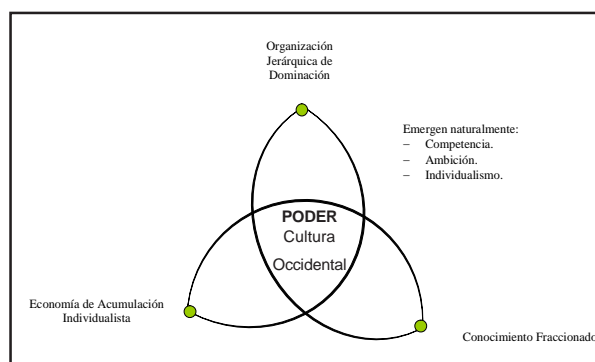 Organización
Jerárquica de
Dominación
Emergen naturalmente:
– Competencia.
– Ambición.
– Individualismo.
PODER
Cultura
Occidental
Economía de Acumulación
Individualista
Conocimiento Fraccionado